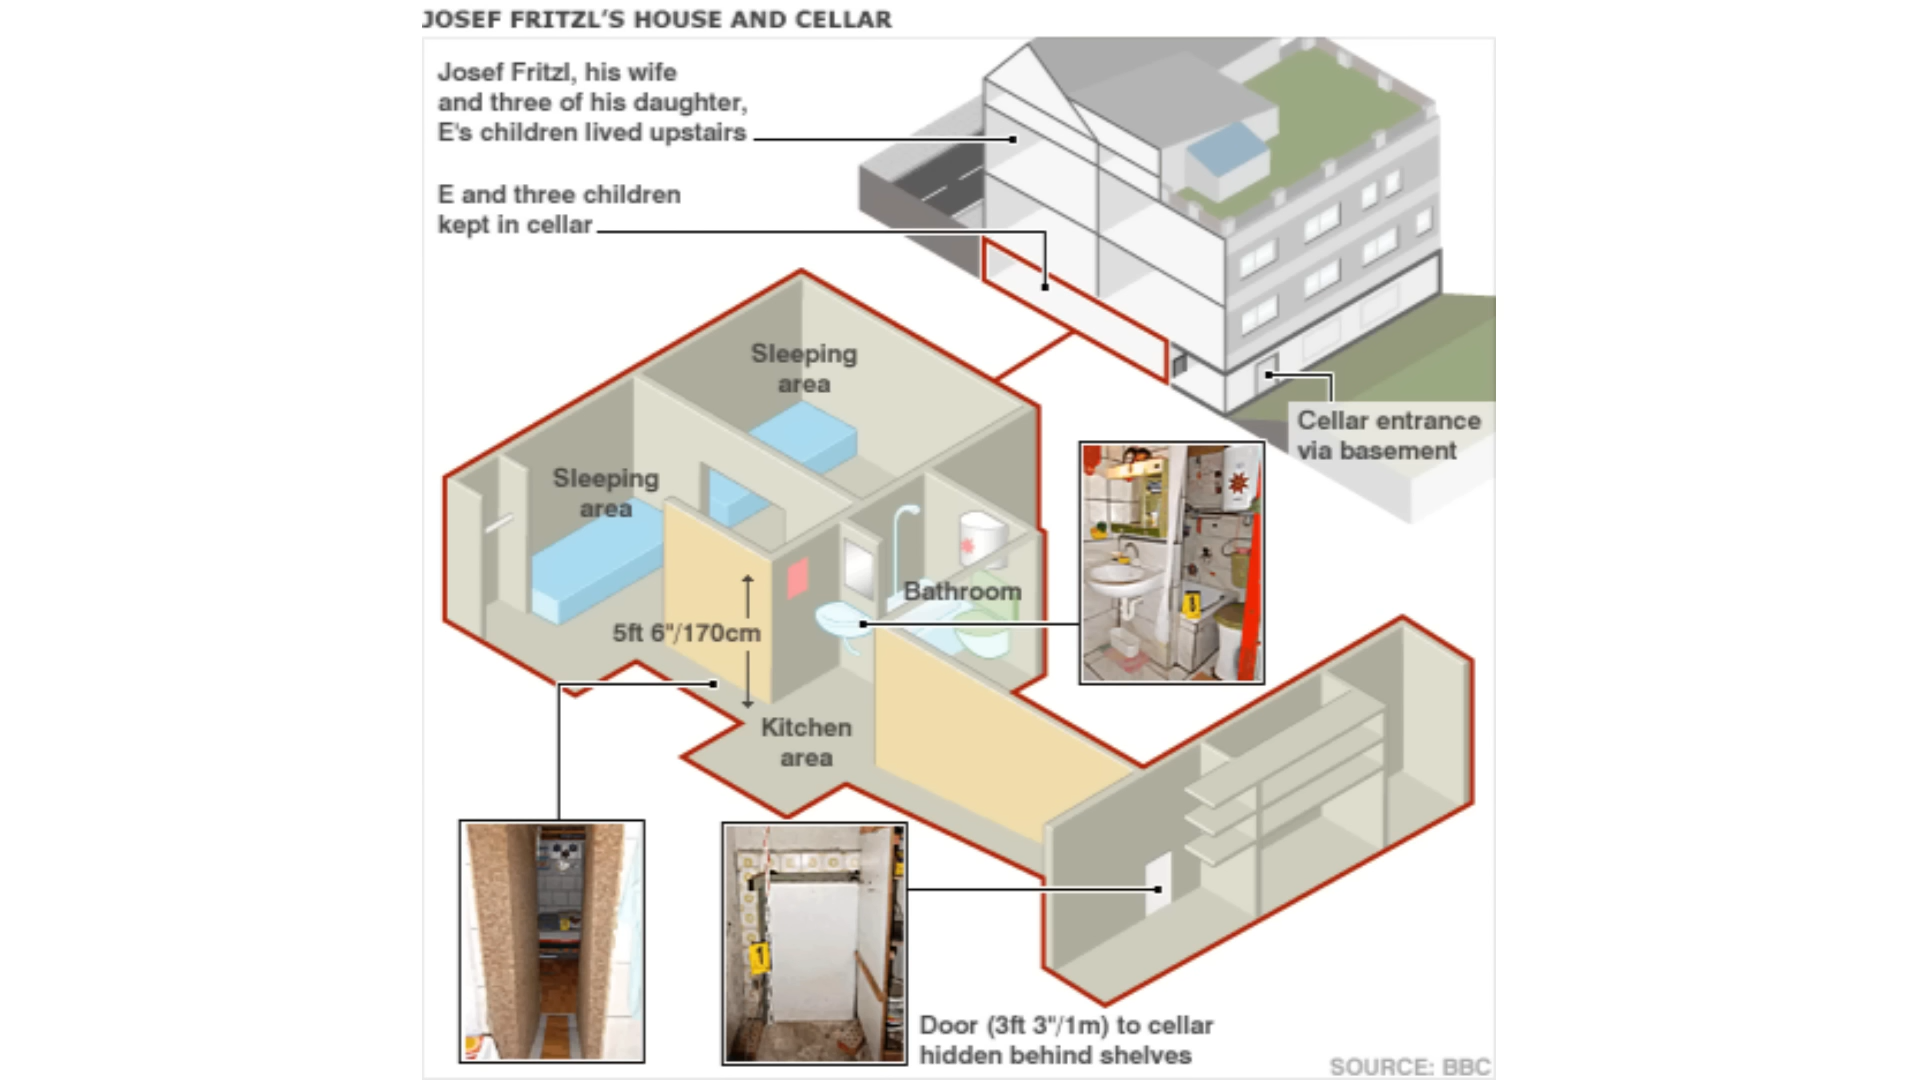 JOSEF FRITZL'S HOUSE AND CELLAR
Josef Fritzl, his wife
and three of his daughter,
E's children lived upstairs
E and three children
kept in cellar
Sleeping
area
Sleeping
area
Cellar entrance
via basement
Bathroom
5ft 6"/170cm
Kitchen
area
Door (3ft 3"/1m) to cellar
hidden behind shelves
SOURCE: BBC